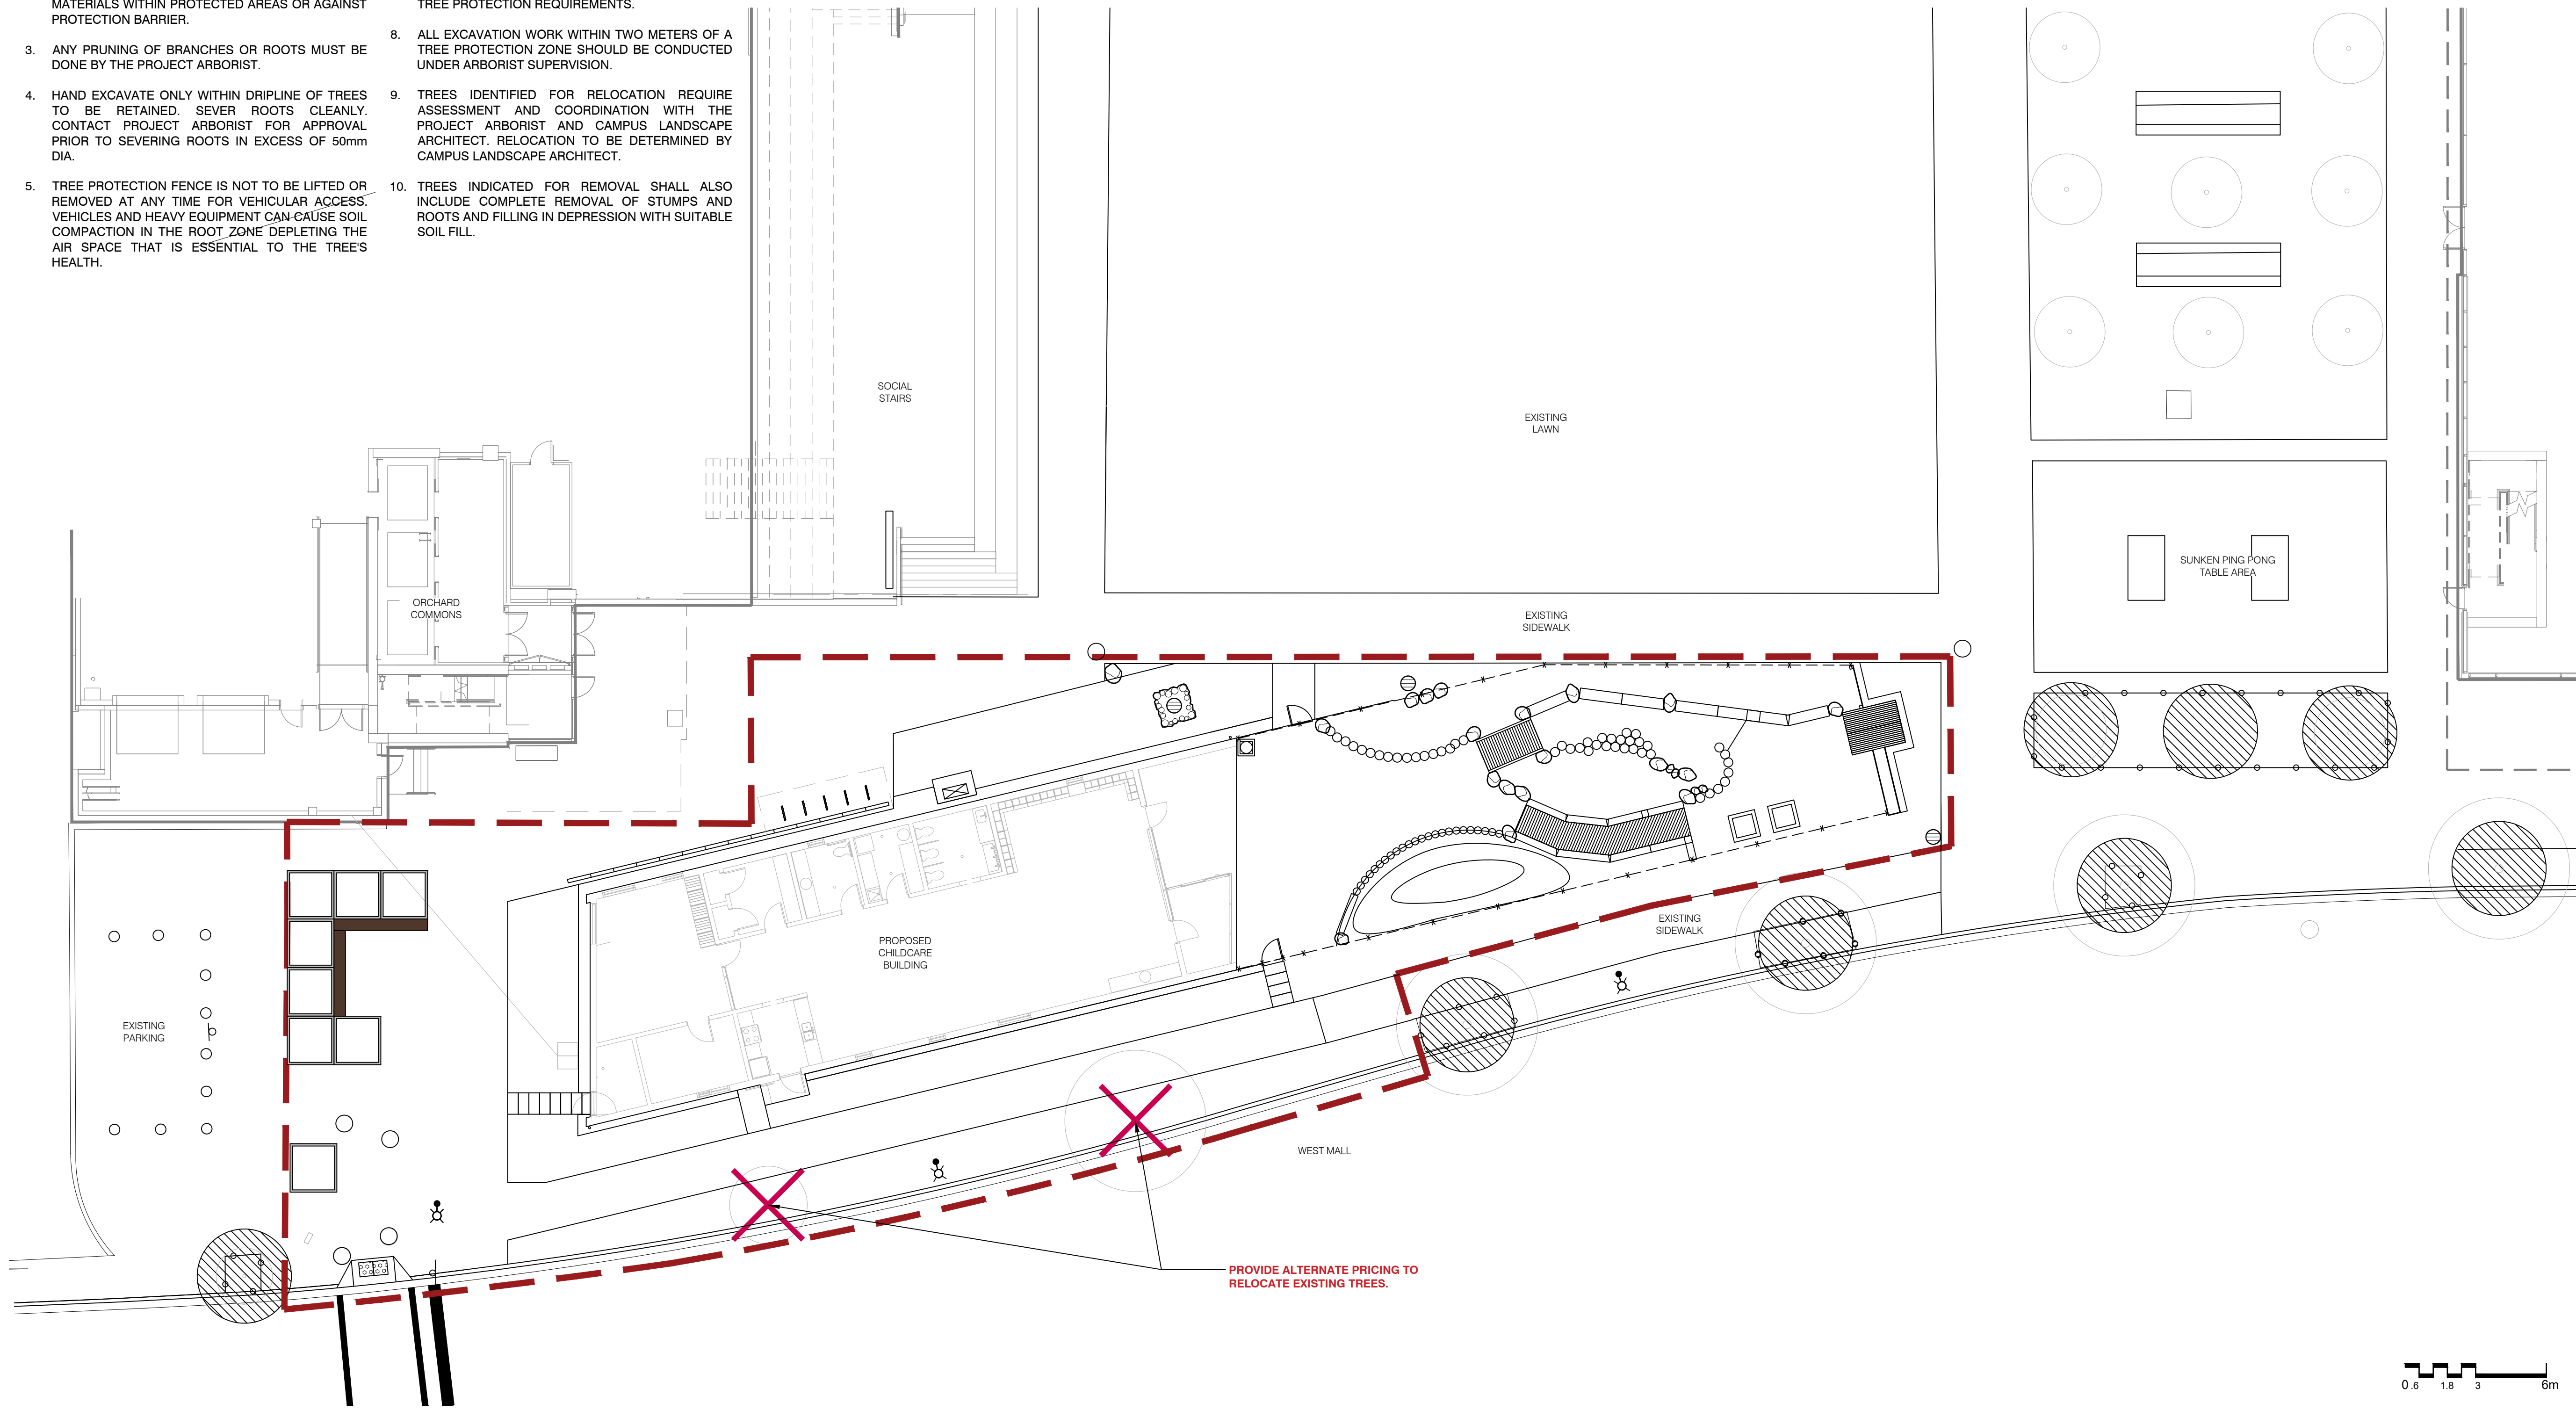 MATERIALS WITHIN PROTECTED AREAS OR AGAINST
PROTECTION BARRIER.
3. ANY PRUNING OF BRANCHES OR ROOTS MUST BE
DONE BY THE PROJECT ARBORIST.
4. HAND EXCAVATE ONLY WITHIN DRIPLINE OF TREES
TO BE RETAINED. SEVER ROOTS CLEANLY.
CONTACT PROJECT ARBORIST FOR APPROVAL
PRIOR TO SEVERING ROOTS IN EXCESS OF 50mm
DIA.
5. TREE PROTECTION FENCE IS NOT TO BE LIFTED OR
REMOVED AT ANY TIME FOR VEHICULAR ACCESS.
VEHICLES AND HEAVY EQUIPMENT CAN CAUSE SOIL
COMPACTION IN THE ROOT ZONE DEPLETING THE
AIR SPACE THAT IS ESSENTIAL TO THE TREE'S
HEALTH.
TREE PROTECTION REQUIREMENTS.
8. ALL EXCAVATION WORK WITHIN TWO METERS OF A
TREE PROTECTION ZONE SHOULD BE CONDUCTED
UNDER ARBORIST SUPERVISION.
9. TREES IDENTIFIED FOR RELOCATION REQUIRE
ASSESSMENT AND COORDINATION WITH THE
PROJECT ARBORIST AND CAMPUS LANDSCAPE
ARCHITECT. RELOCATION TO BE DETERMINED BY
CAMPUS LANDSCAPE ARCHITECT.
10. TREES INDICATED FOR REMOVAL SHALL ALSO
INCLUDE COMPLETE REMOVAL OF STUMPS AND
ROOTS AND FILLING IN DEPRESSION WITH SUITABLE
SOIL FILL.
SOCIAL
STAIRS
EXISTING
LAWN
SUNKEN PING PONG
TABLE AREA
ORCHARD
COMMONS
EXISTING
SIDEWALK
PROPOSED
CHILDCARE
BUILDING
EXISTING
SIDEWALK
EXISTING
PARKING
WEST MALL
PROVIDE ALTERNATE PRICING TO
RELOCATE EXISTING TREES.
0 .6 1.8 3 6m